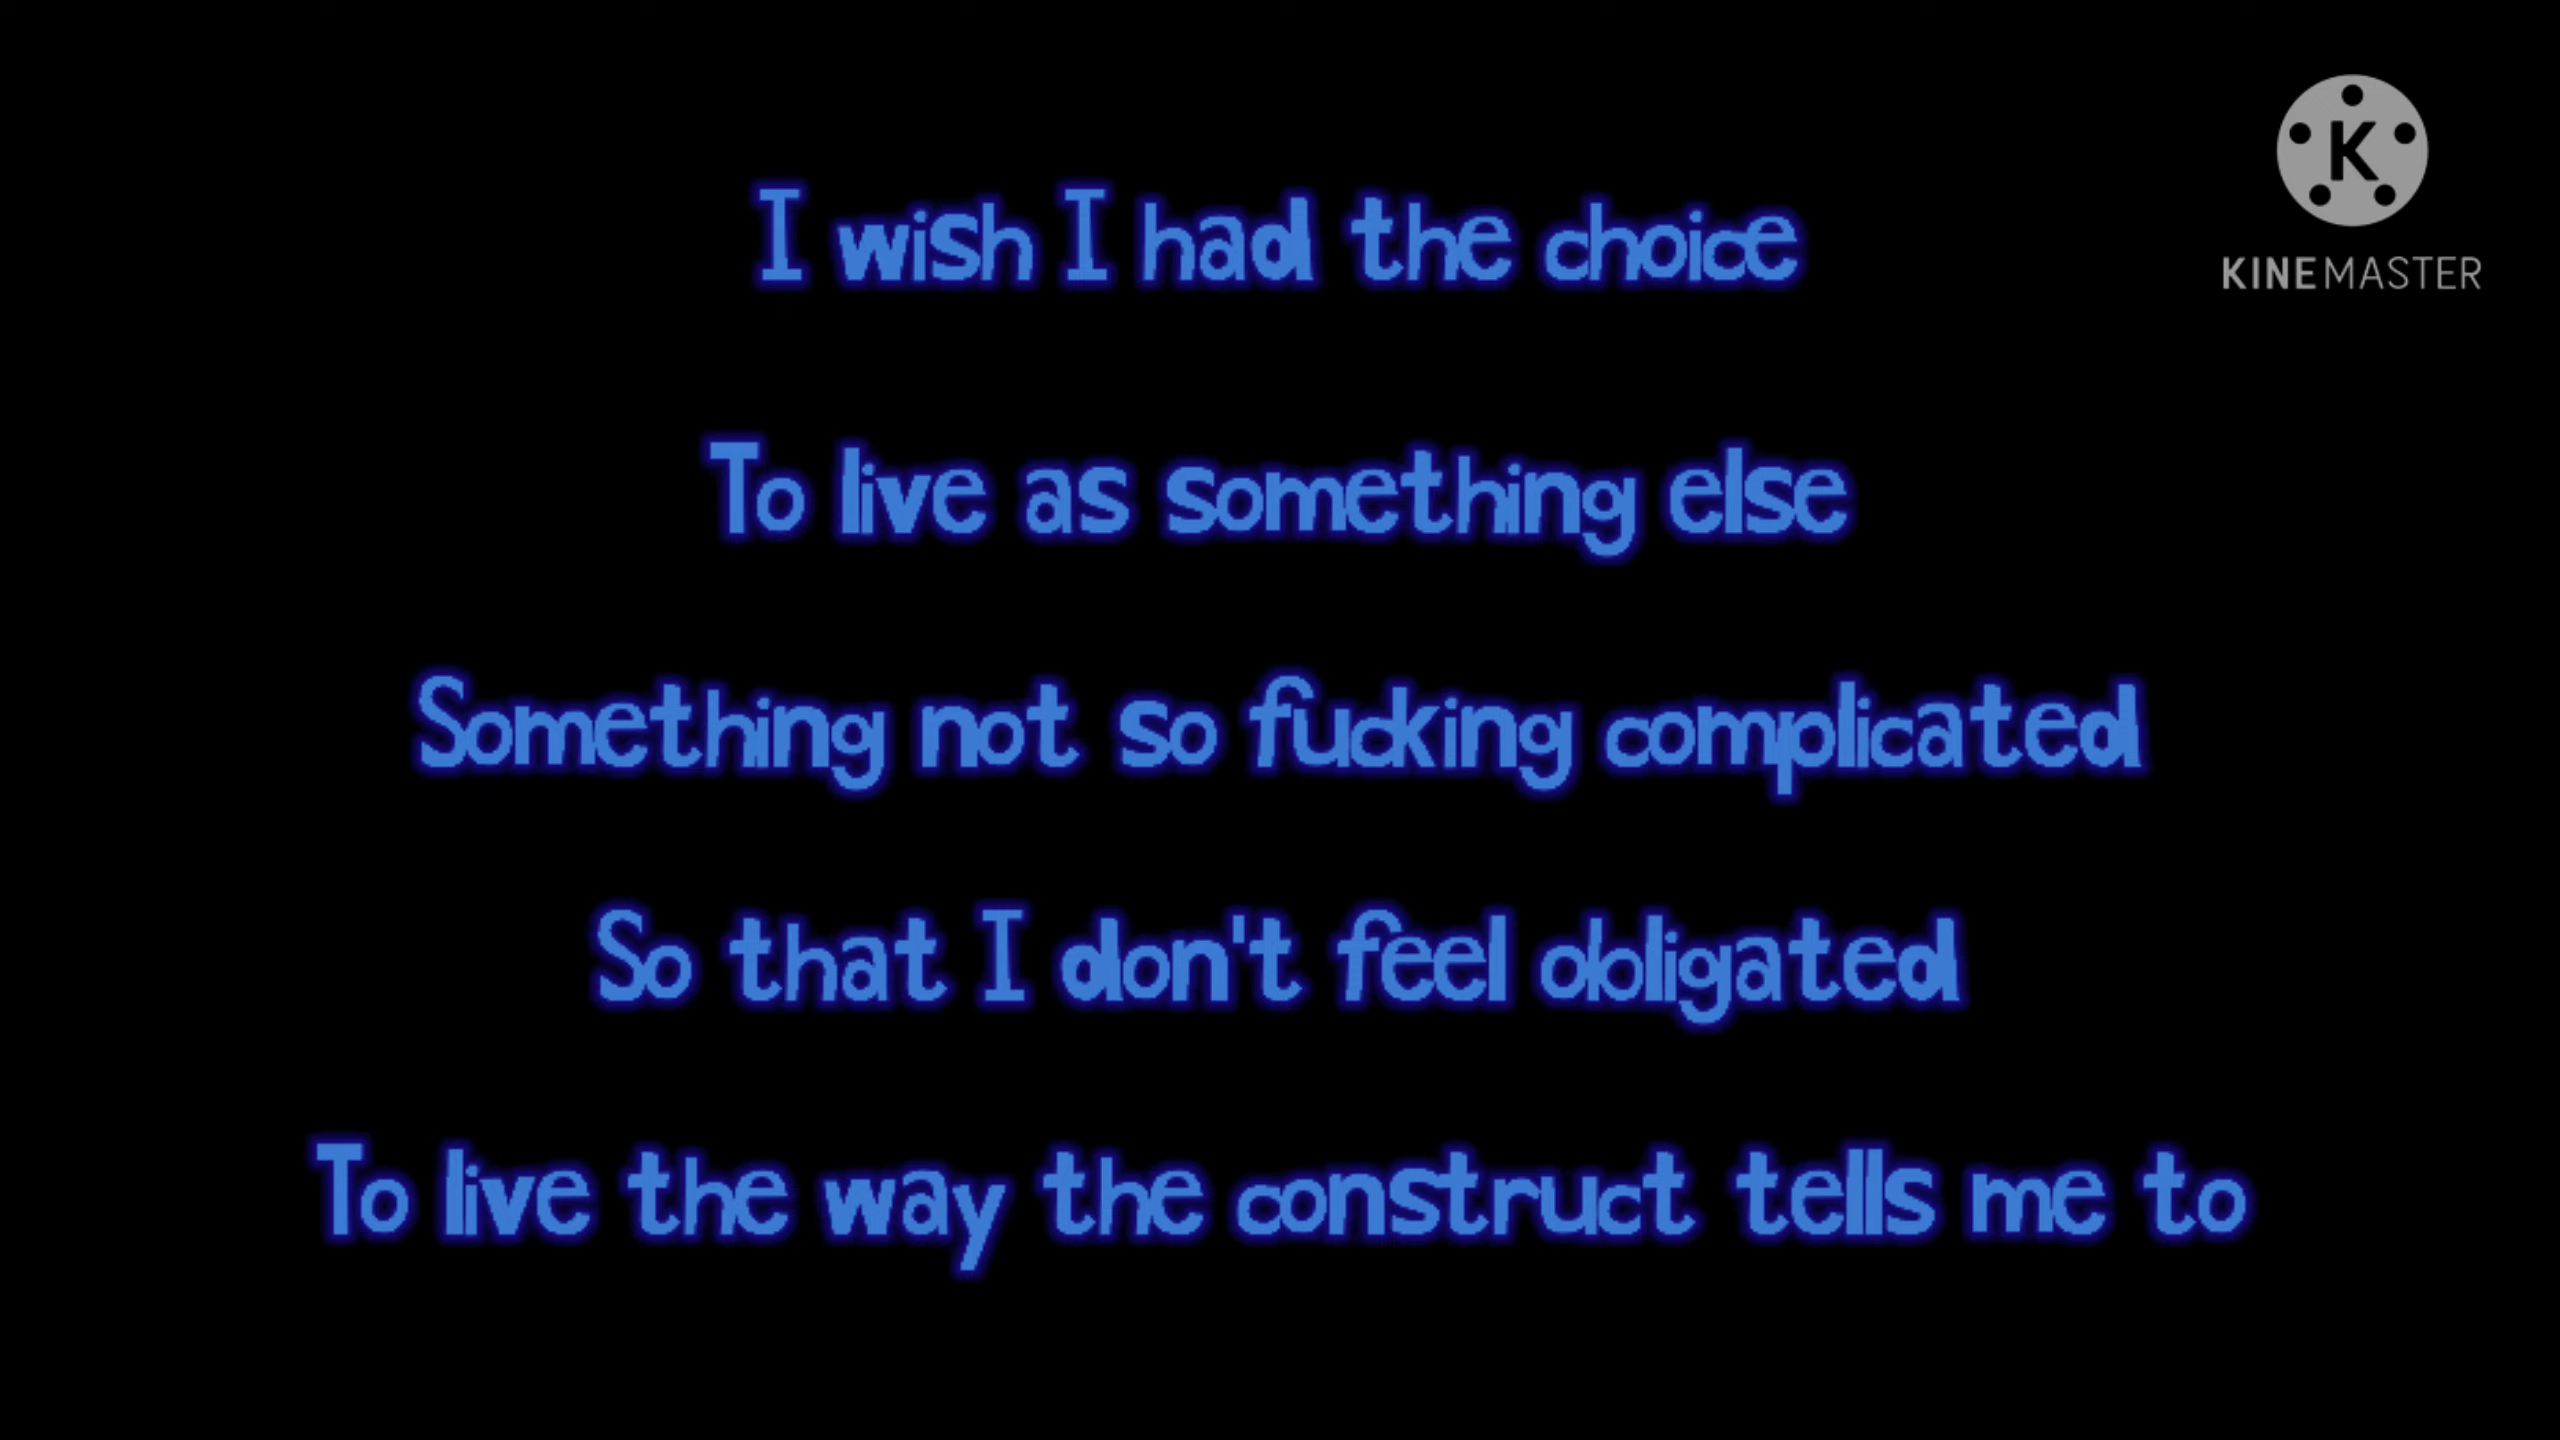 I wish I had the choice
K
KINEMASTER
To live as something else
Something not so fucking complicated
So that I don't feel obligated
To live the way the construct tells me to